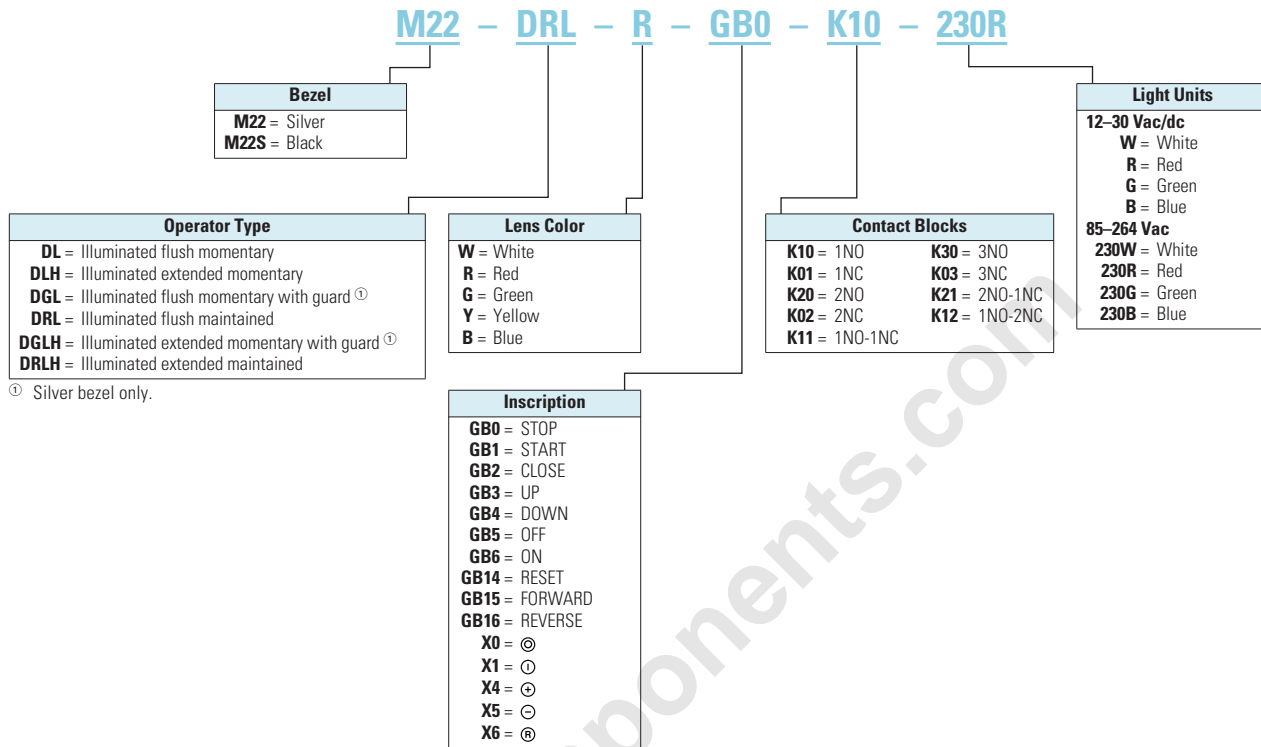 M22 – DRL – R – GB0 – K10 – 230R
Bezel
M22 = Silver
M22S = Black
Operator Type
DL = Illuminated flush momentary
DLH = Illuminated extended momentary
DGL = Illuminated flush momentary with guard ①
DRL = Illuminated flush maintained
DGLH = Illuminated extended momentary with guard ①
DRLH = Illuminated extended maintained
① Silver bezel only.
Lens Color
W = White
R = Red
G = Green
Y = Yellow
B = Blue
Inscription
GB0 = STOP
GB1 = START
GB2 = CLOSE
GB3 = UP
GB4 = DOWN
GB5 = OFF
GB6 = ON
GB14 = RESET
GB15 = FORWARD
GB16 = REVERSE
X0 = ⌾
X1 = ⏼
X4 = ⊕
X5 = ⊖
X6 = Ⓡ
Contact Blocks
K10 = 1NO K30 = 3NO
K01 = 1NC K03 = 3NC
K20 = 2NO K21 = 2NO-1NC
K02 = 2NC K12 = 1NO-2NC
K11 = 1NO-1NC
Light Units
12–30 Vac/dc
W = White
R = Red
G = Green
B = Blue
85–264 Vac
230W = White
230R = Red
230G = Green
230B = Blue
ponents.com